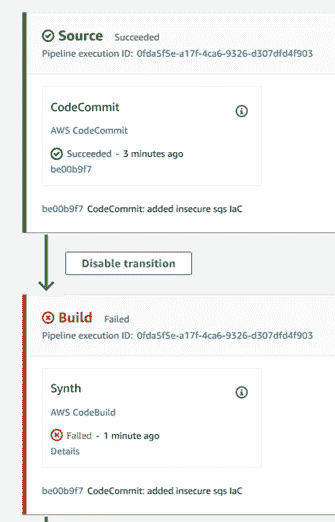 Source Succeeded
Pipeline execution ID: 0fda5f5e-a17f-4ca6-9326-d307dfd4f903
CodeCommit
AWS CodeCommit
Succeeded - 3 minutes ago
be00b9f7
be00b9f7 CodeCommit: added insecure sqs IaC
Disable transition
Build Failed
Pipeline execution ID: 0fda5f5e-a17f-4ca6-9326-d307dfd4f903
Synth
AWS CodeBuild
Failed - 1 minute ago
Details
be00b9f7 CodeCommit: added insecure sqs IaC